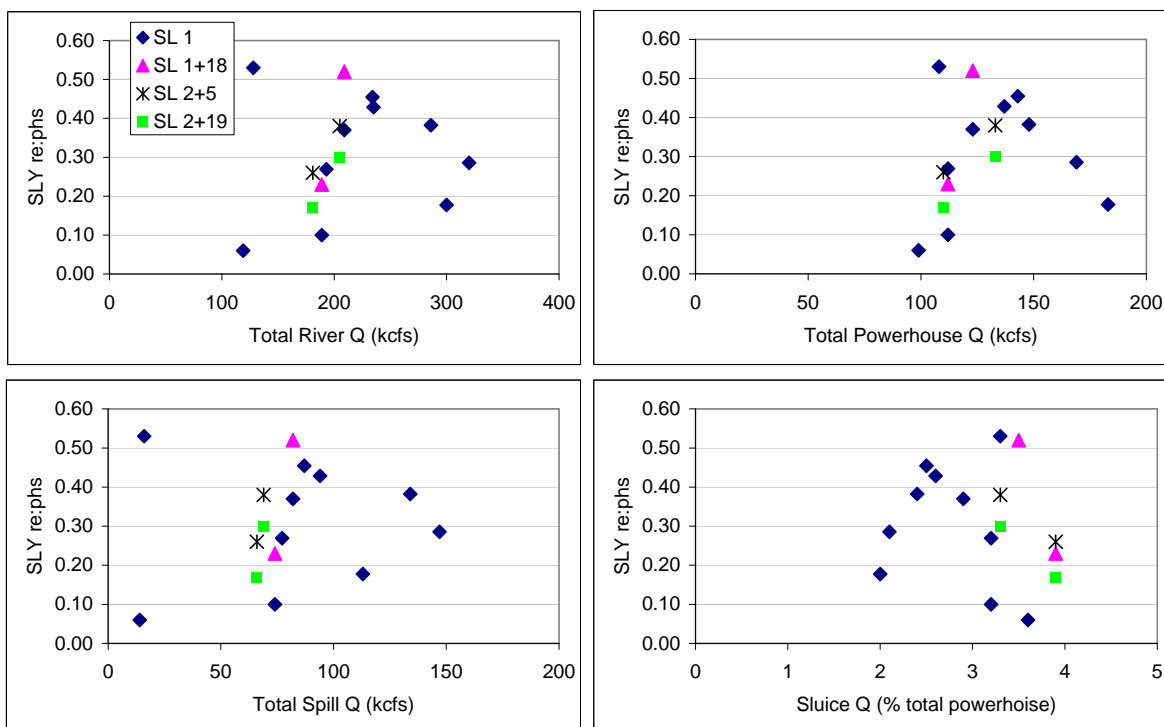 0.60
0.50
0.40
0.30
0.20
0.10
0.00
SLY re:phs
SL 1
SL 1+18
SL 2+5
SL 2+19
0 100 200 300 400
Total River Q (kcfs)
0.60
0.50
0.40
0.30
0.20
0.10
0.00
SLY re:phs
0 50 100 150 200
Total Powerhouse Q (kcfs)
0.60
0.50
0.40
0.30
0.20
0.10
0.00
SLY re:phs
0 50 100 150 200
Total Spill Q (kcfs)
0.60
0.50
0.40
0.30
0.20
0.10
0.00
SLY re:phs
0 1 2 3 4 5
Sluice Q (% total powerhoise)